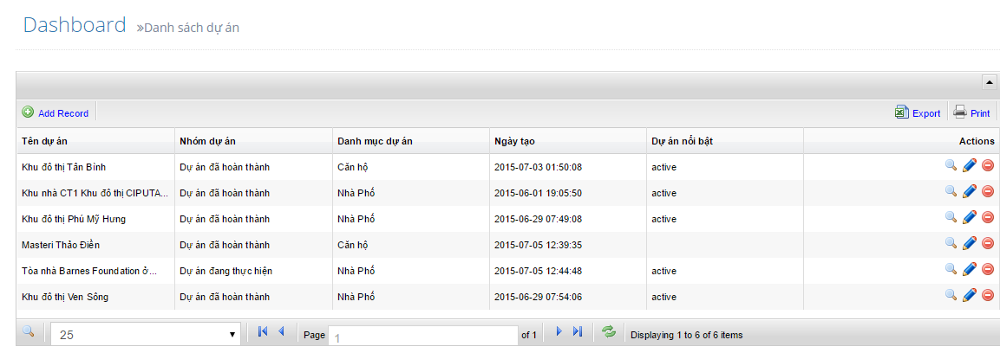 Dashboard »Danh sách dự án
Add Record Export Print
Tên dự án Nhóm dự án Danh mục dự án Ngày tạo Dự án nổi bật Actions
Khu đô thị Tân Bình Dự án đã hoàn thành Căn hộ 2015-07-03 01:50:08 active
Khu nhà CT1 Khu đô thị CIPUTA... Dự án đã hoàn thành Nhà Phố 2015-06-01 19:05:50 active
Khu đô thị Phú Mỹ Hưng Dự án đã hoàn thành Nhà Phố 2015-06-29 07:49:08 active
Masteri Thảo Điền Dự án đã hoàn thành Căn hộ 2015-07-05 12:39:35
Tòa nhà Barnes Foundation ở... Dự án đang thực hiện Nhà Phố 2015-07-05 12:44:48 active
Khu đô thị Ven Sông Dự án đã hoàn thành Nhà Phố 2015-06-29 07:54:06 active
25 Page 1 of 1 Displaying 1 to 6 of 6 items